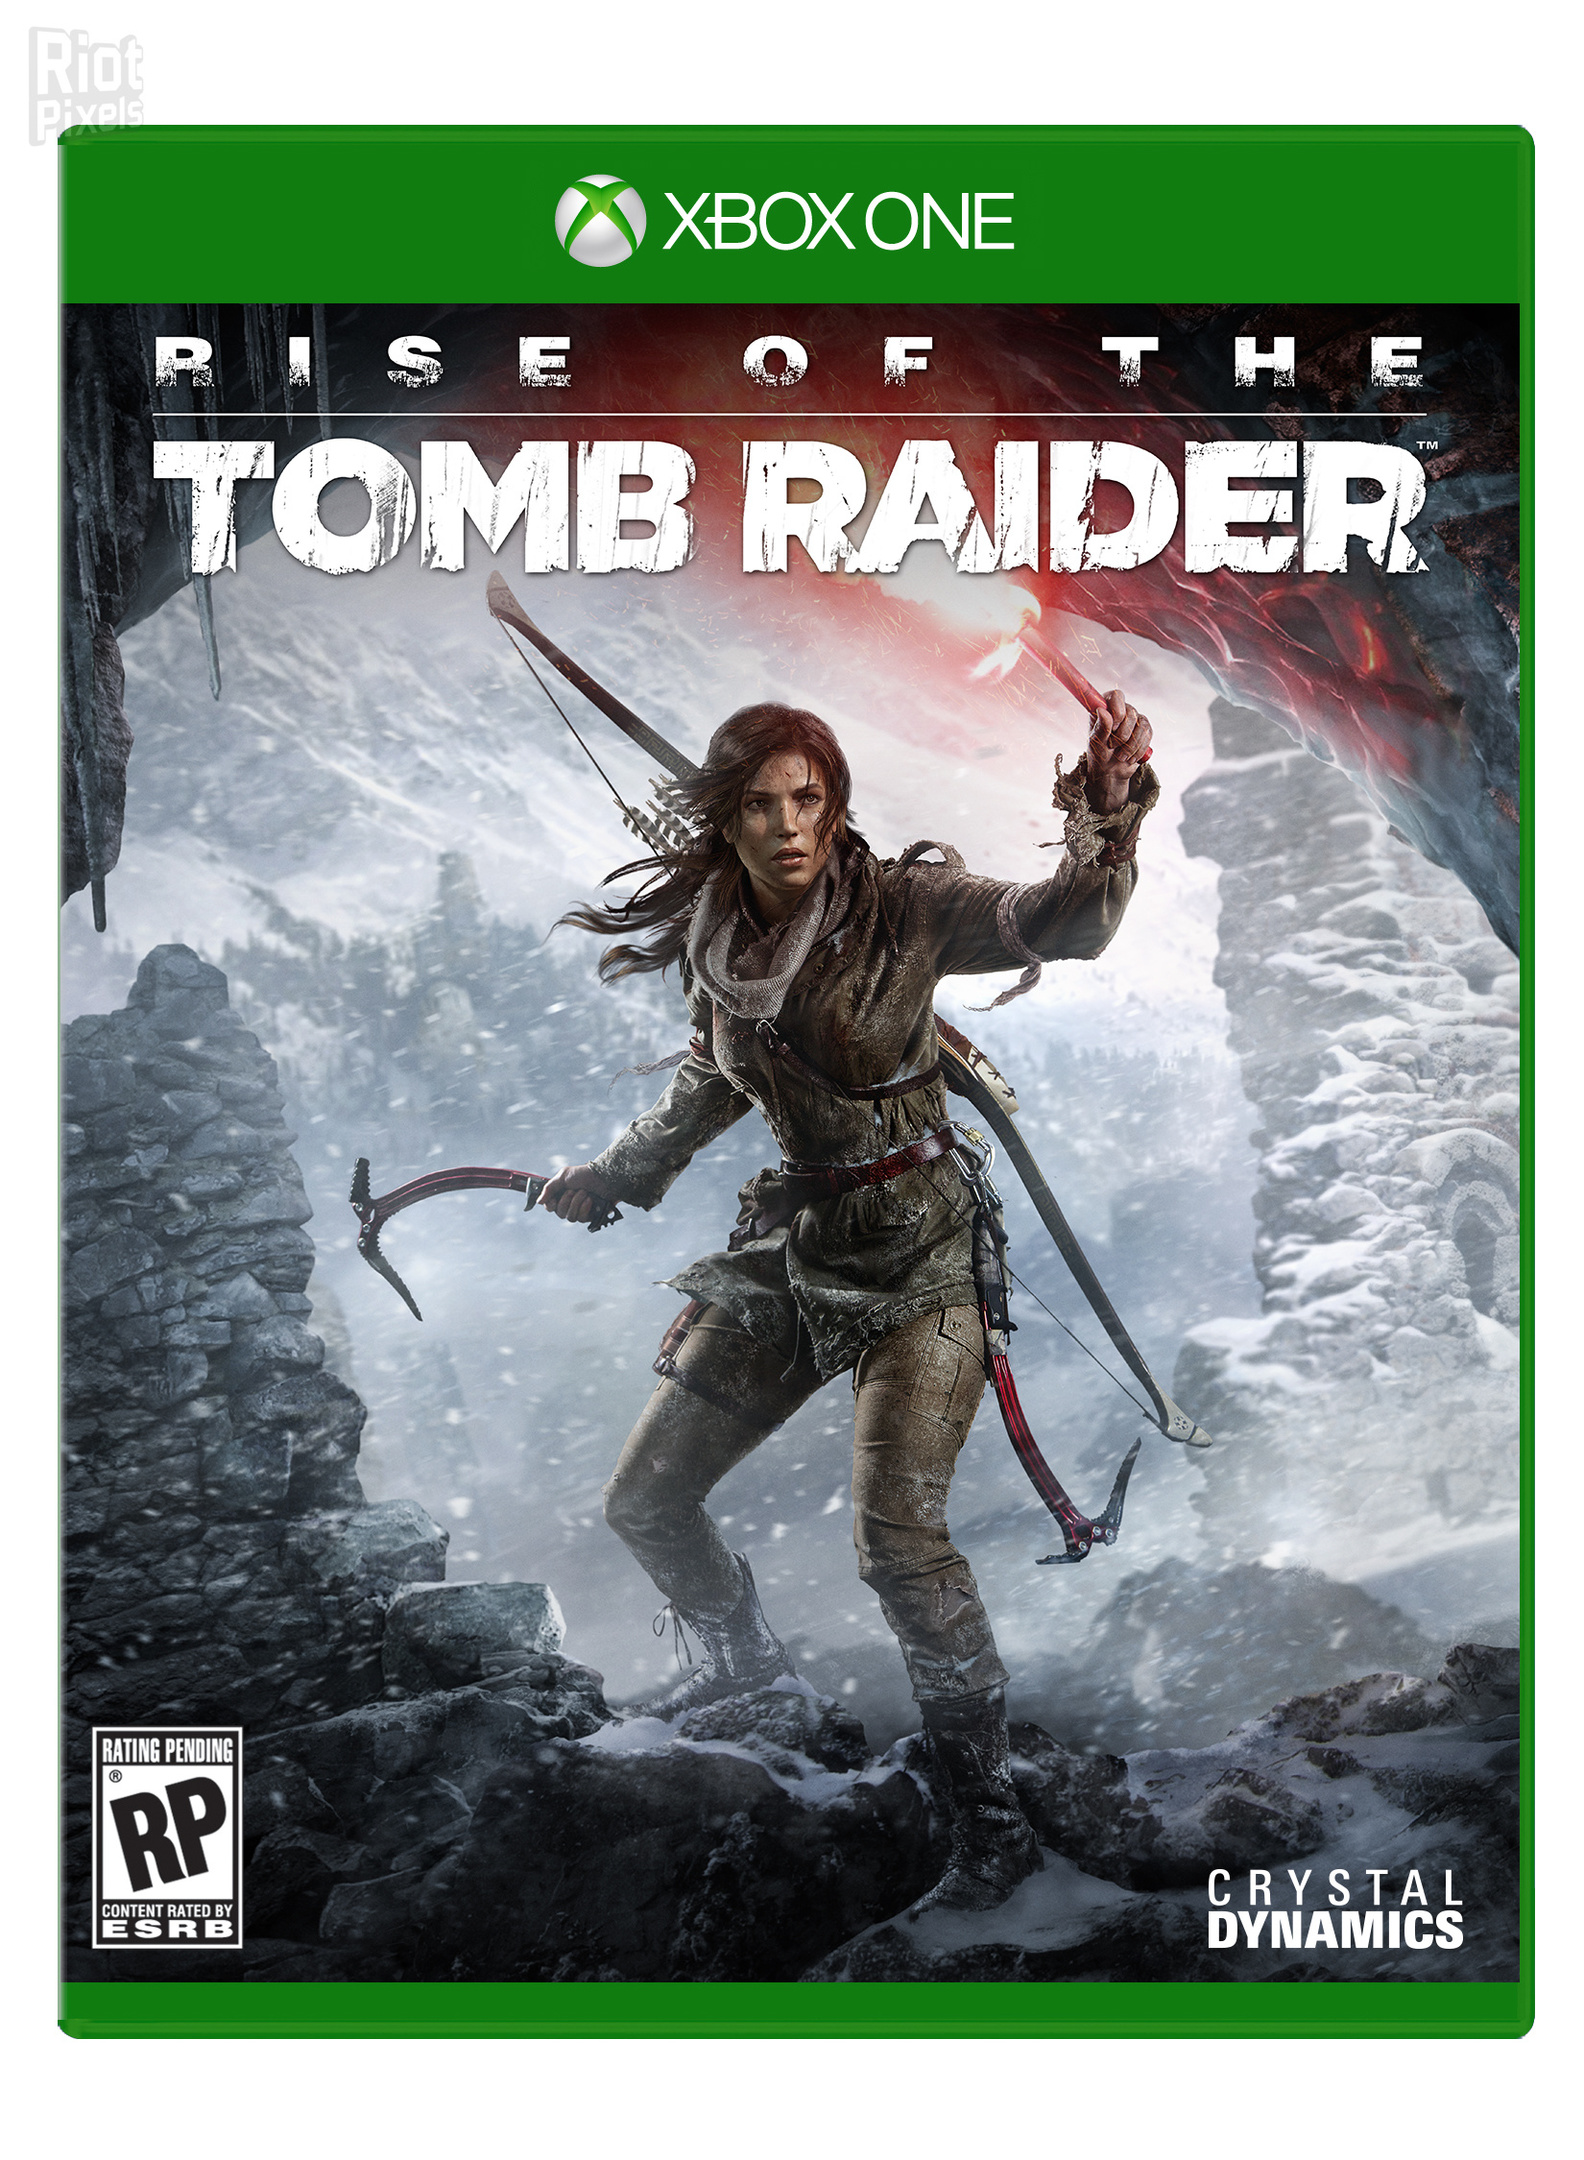 Riot
Pixels
XBOX ONE
RISE OF THE
TOMB RAIDER™
RATING PENDING
®
RP
CONTENT RATED BY
ESRB
CRYSTAL
DYNAMICS